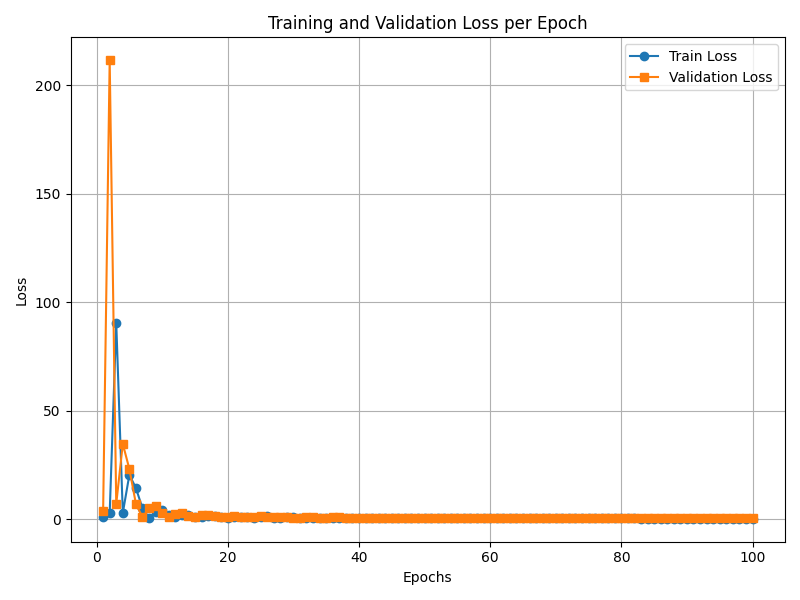 Training and Validation Loss per Epoch
Train Loss
Validation Loss
200
150
100
50
0
Loss
0 20 40 60 80 100
Epochs